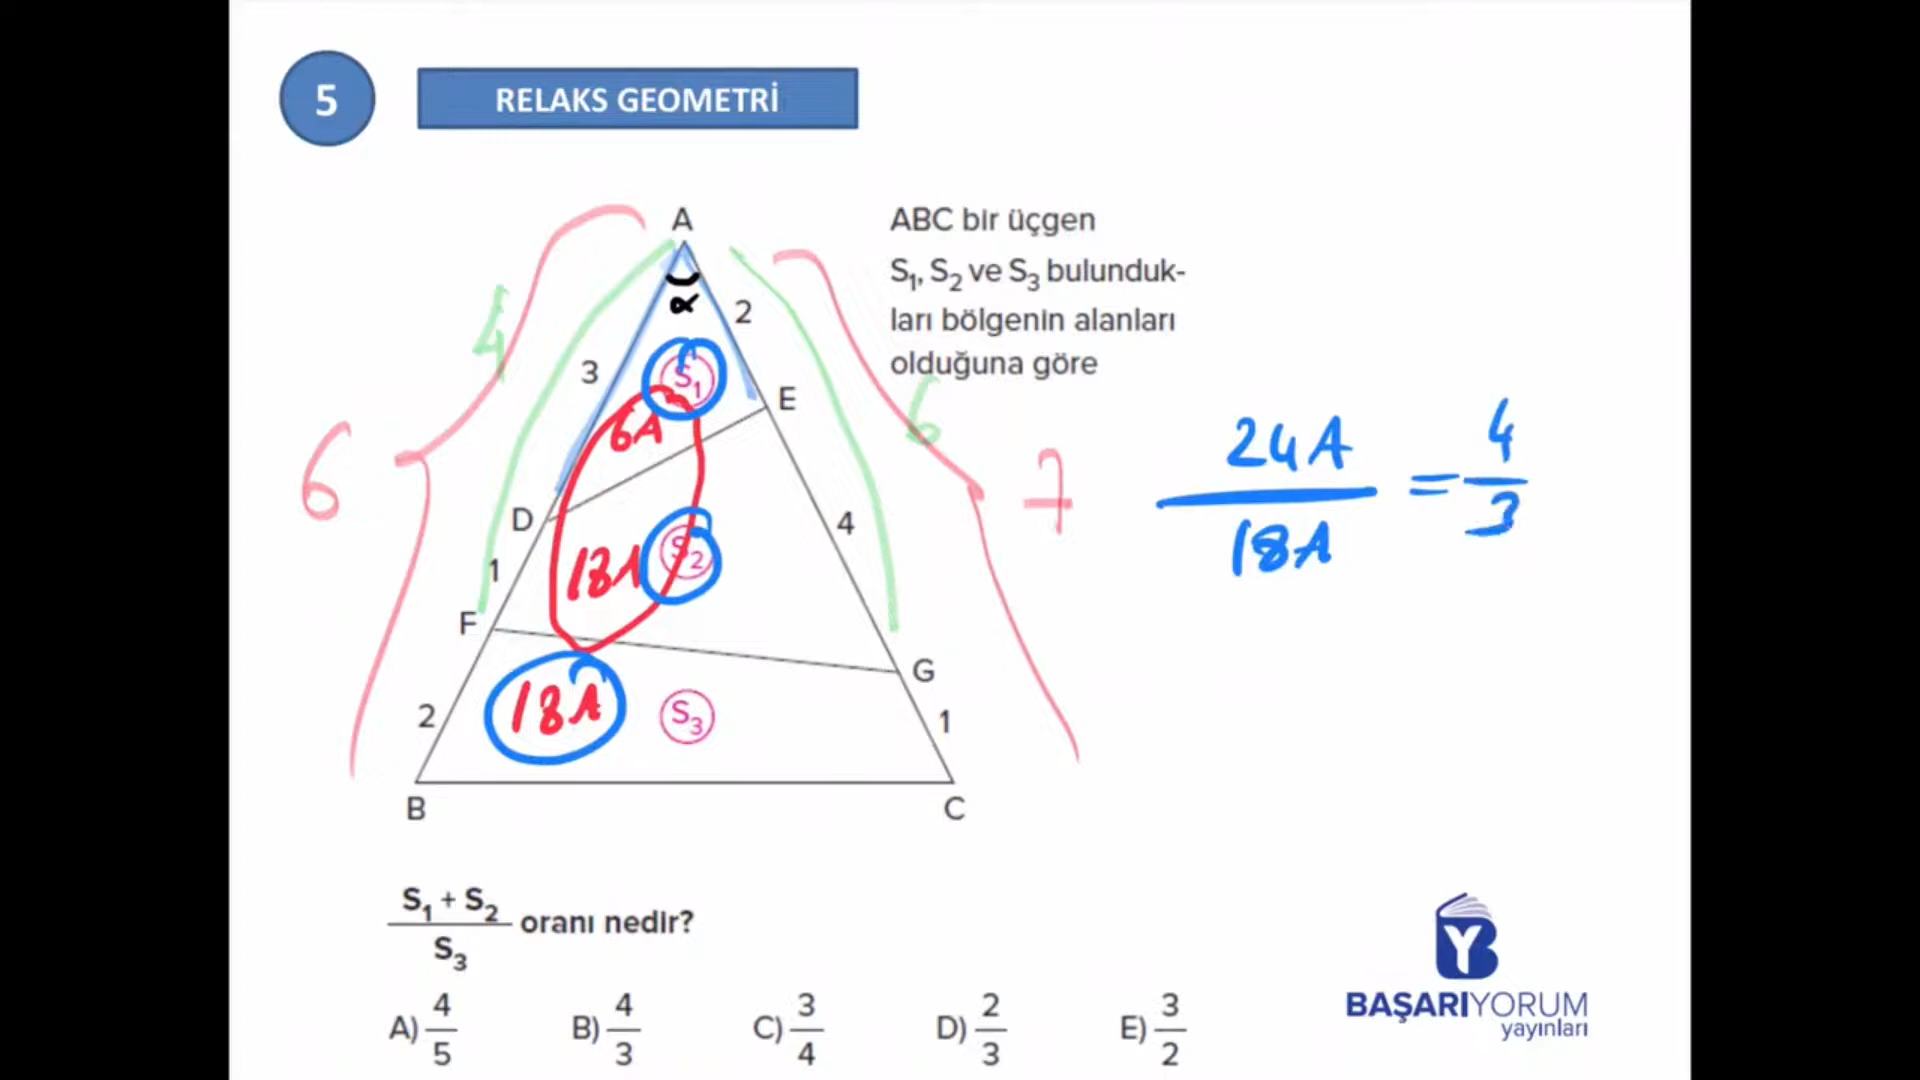 5
RELAKS GEOMETRİ
A
ABC bir üçgen
S1, S2 ve S3 bulunduk-
ları bölgenin alanları
olduğuna göre
α
2
4
3
S1
E
6
6A
6
7
24A
18A
=
4
3
D
4
1
18A
S2
F
G
2
18A
S3
1
B
C
S1 + S2
S3
oranı nedir?
A) 4/5
B) 4/3
C) 3/4
D) 2/3
E) 3/2
BAŞARIYORUM
yayınları